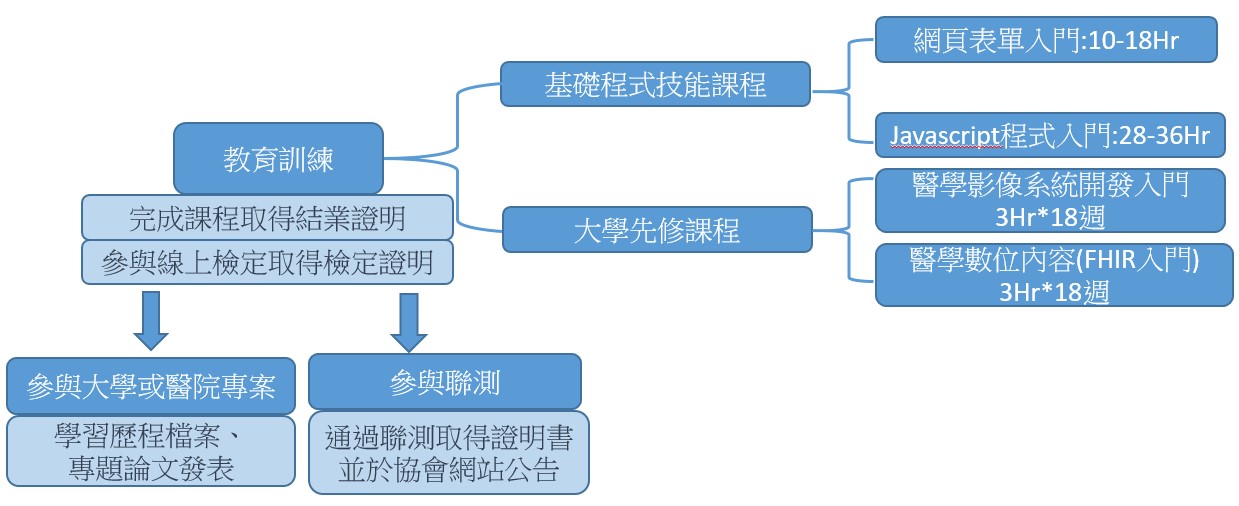 教育訓練
完成課程取得結業證明
參與線上檢定取得檢定證明
基礎程式技能課程
網頁表單入門:10-18Hr
Javascript程式入門:28-36Hr
大學先修課程
醫學影像系統開發入門
3Hr*18週
醫學數位內容(FHIR入門)
3Hr*18週
參與大學或醫院專案
學習歷程檔案、
專題論文發表
參與聯測
通過聯測取得證明書
並於協會網站公告